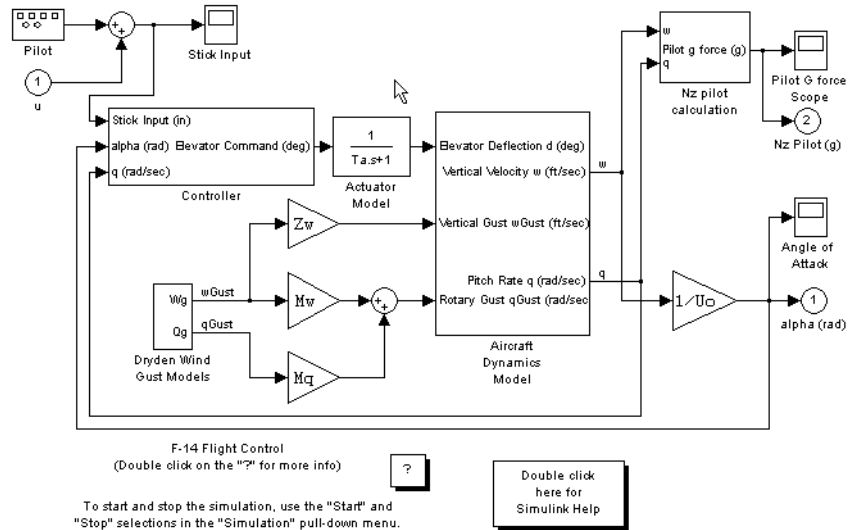 Pilot
1
u
+
+
Stick Input
Stick Input (in)
alpha (rad)
Elevator Command (deg)
q (rad/sec)
Controller
1
Ta.s+1
Actuator
Model
Elevator Deflection d (deg)
Vertical Velocity w (ft/sec)
Vertical Gust wGust (ft/sec)
Pitch Rate q (rad/sec)
Rotary Gust qGust (rad/sec
Aircraft
Dynamics
Model
w
q
w
q
Pilot g force (g)
Nz pilot
calculation
Pilot G force
Scope
2
Nz Pilot (g)
Angle of
Attack
1/Uo
1
alpha (rad)
Zw
Mw
Mq
+
+
Wg
Qg
wGust
qGust
Dryden Wind
Gust Models
F-14 Flight Control
(Double click on the "?" for more info)
?
Double click
here for
Simulink Help
To start and stop the simulation, use the "Start" and
"Stop" selections in the "Simulation" pull-down menu.